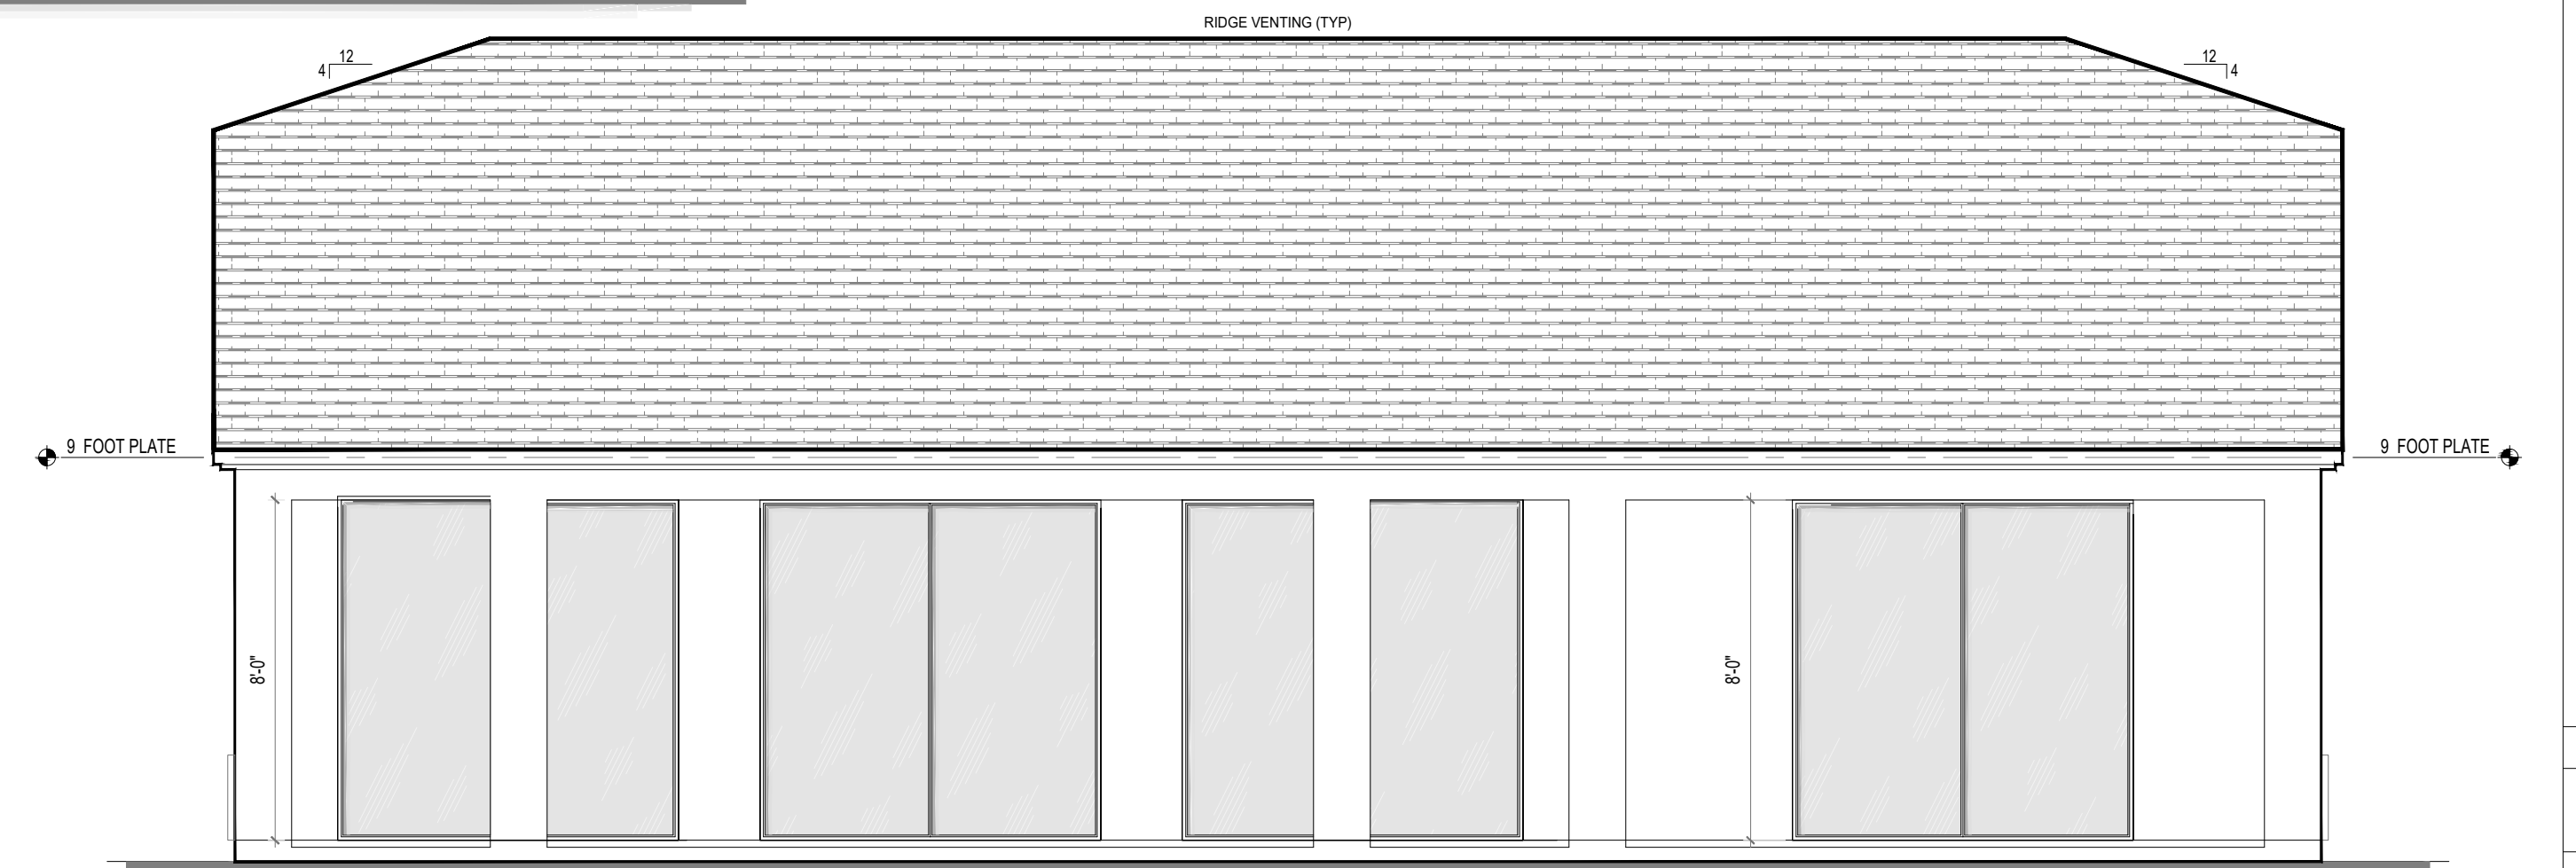 RIDGE VENTING (TYP)
12
4
12
4
9 FOOT PLATE
9 FOOT PLATE
8'-0"
8'-0"